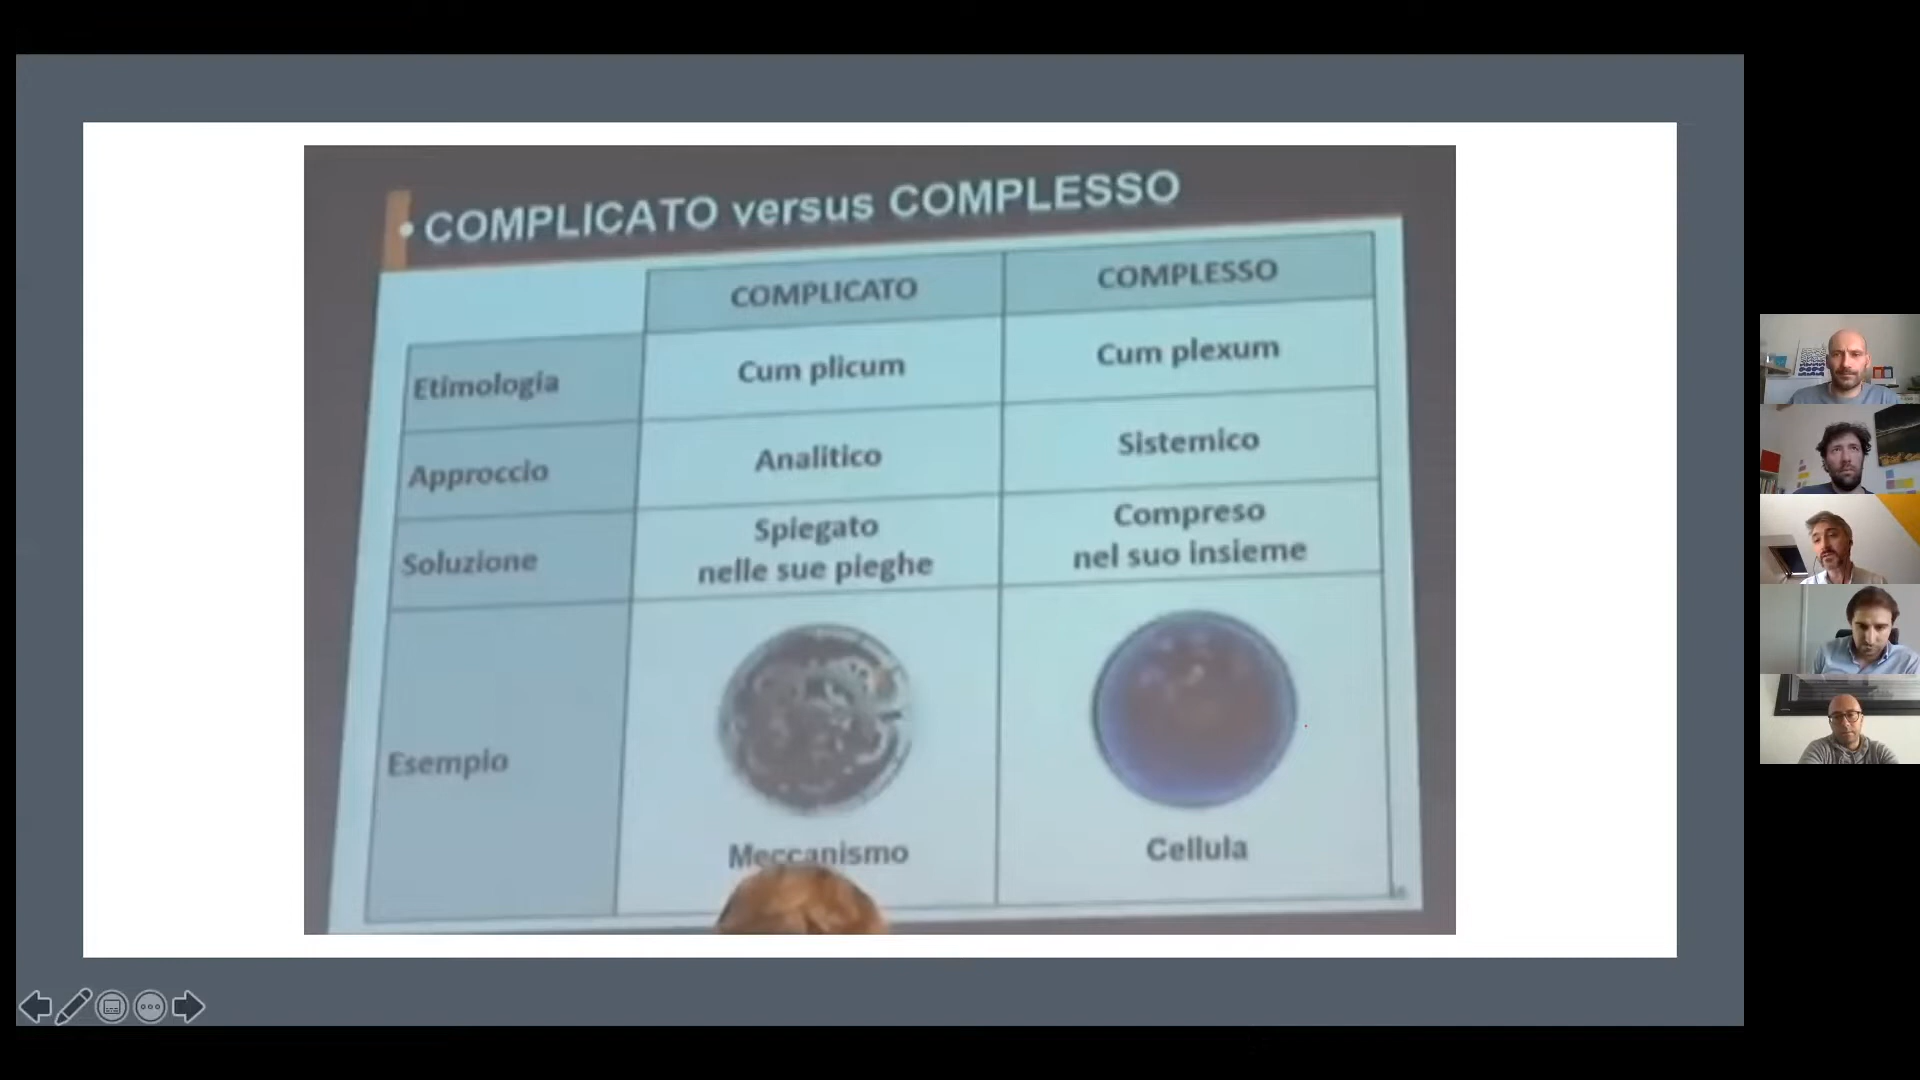 • COMPLICATO versus COMPLESSO
COMPLICATO COMPLESSO
Etimologia Cum plicum Cum plexum
Approccio Analitico Sistemico
Soluzione Spiegato
nelle sue pieghe Compreso
nel suo insieme
Esempio Meccanismo Cellula